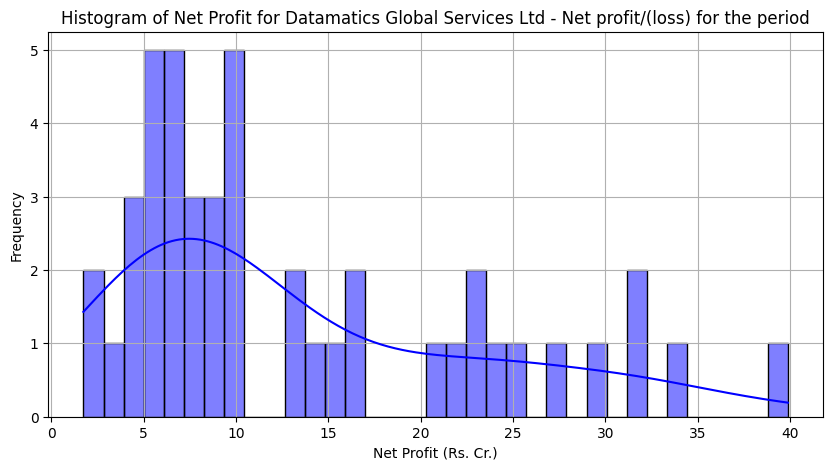 Histogram of Net Profit for Datamatics Global Services Ltd - Net profit/(loss) for the period
5
4
3
2
1
0
Frequency
0 5 10 15 20 25 30 35 40
Net Profit (Rs. Cr.)